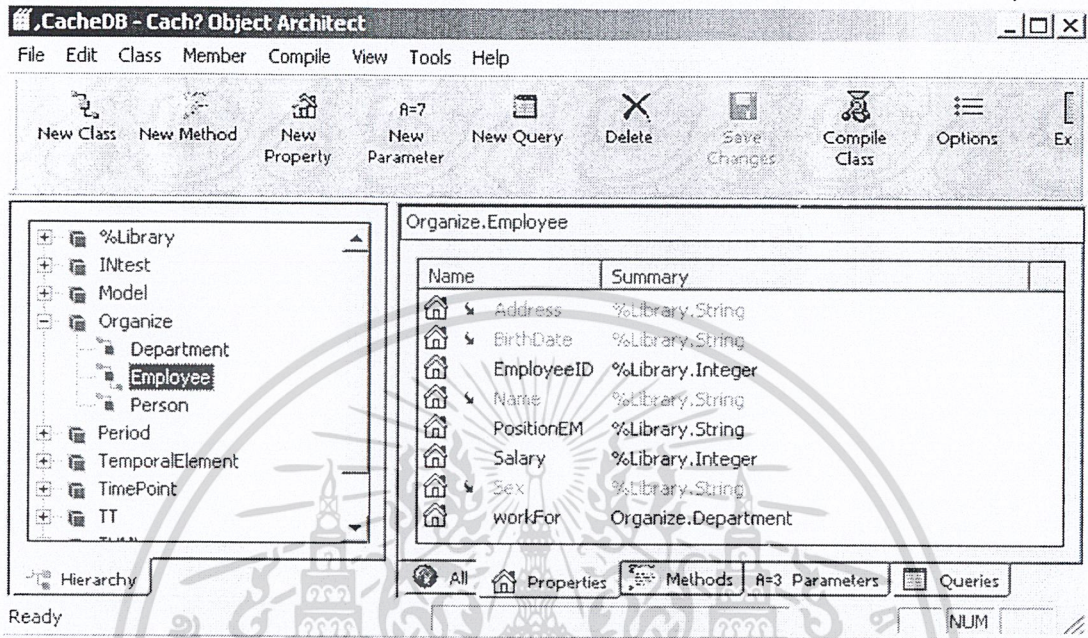 ,CacheDB - Cach? Object Architect
File Edit Class Member Compile View Tools Help
New Class New Method New Property A=7 New Parameter New Query Delete Save Changes Compile Class Options Ex
Organize.Employee
%Library
INtest
Model
Organize
Department
Employee
Person
Period
TemporalElement
TimePoint
TT
Name Summary
Address %Library.String
BirthDate %Library.String
EmployeeID %Library.Integer
Name %Library.String
PositionEM %Library.String
Salary %Library.Integer
Sex %Library.String
workFor Organize.Department
Hierarchy
All Properties Methods A=3 Parameters Queries
Ready NUM